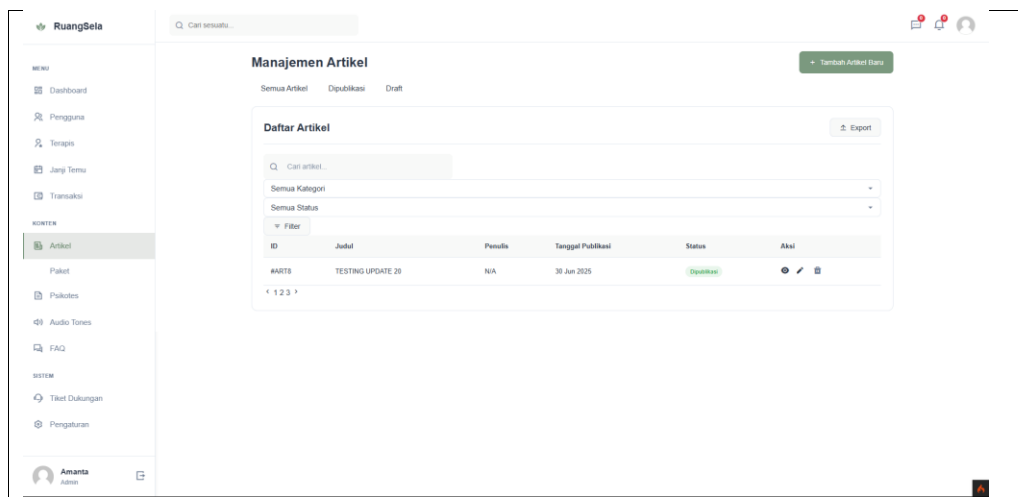 RuangSela
Cari sesuatu...
MENU
Dashboard
Pengguna
Terapis
Janji Temu
Transaksi
KONTEN
Artikel
Paket
Psikotes
Audio Tones
FAQ
SISTEM
Tiket Dukungan
Pengaturan
Amanta
Admin
Manajemen Artikel
+ Tambah Artikel Baru
Semua Artikel Dipublikasi Draft
Daftar Artikel
Export
Cari artikel...
Semua Kategori
Semua Status
Filter
ID Judul Penulis Tanggal Publikasi Status Aksi
#ART8 TESTING UPDATE 20 N/A 30 Jun 2025 Dipublikasi
‹ 1 2 3 ›